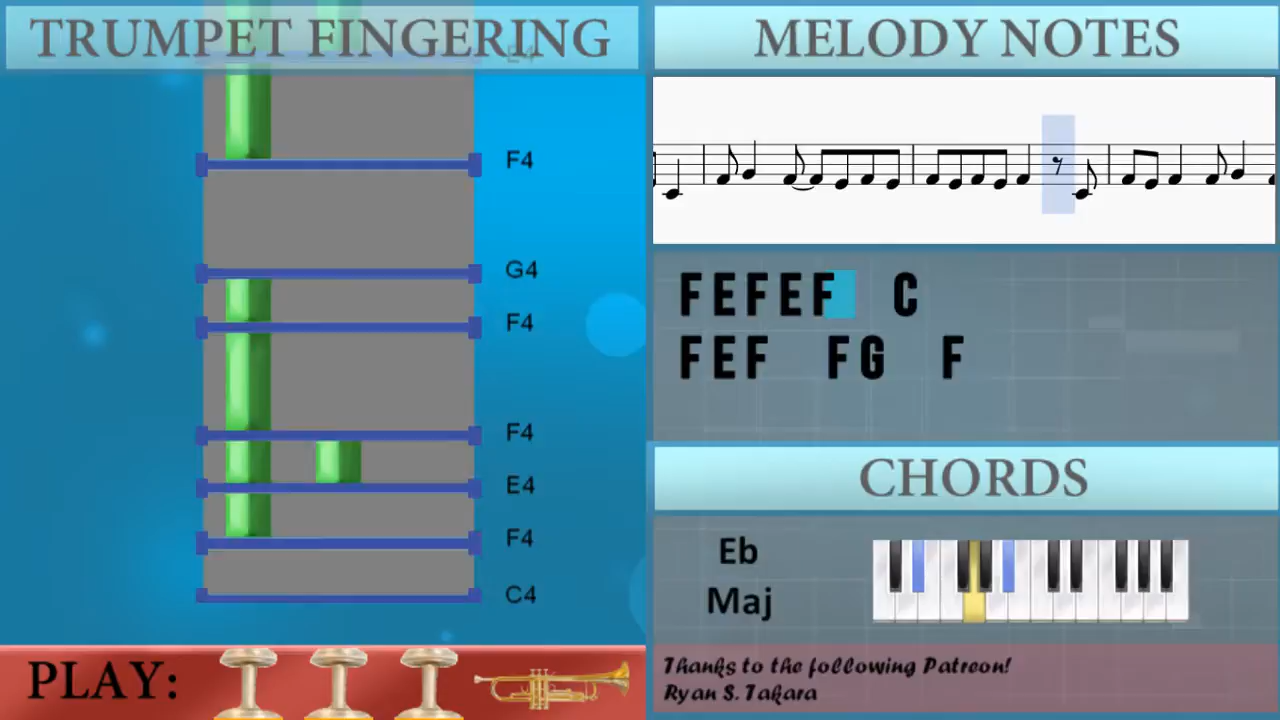 TRUMPET FINGERING
E4
F4
G4
F4
F4
E4
F4
C4
PLAY:
MELODY NOTES
FEFEF C
FEF FG F
CHORDS
Eb
Maj
Thanks to the following Patreon!
Ryan S. Takara